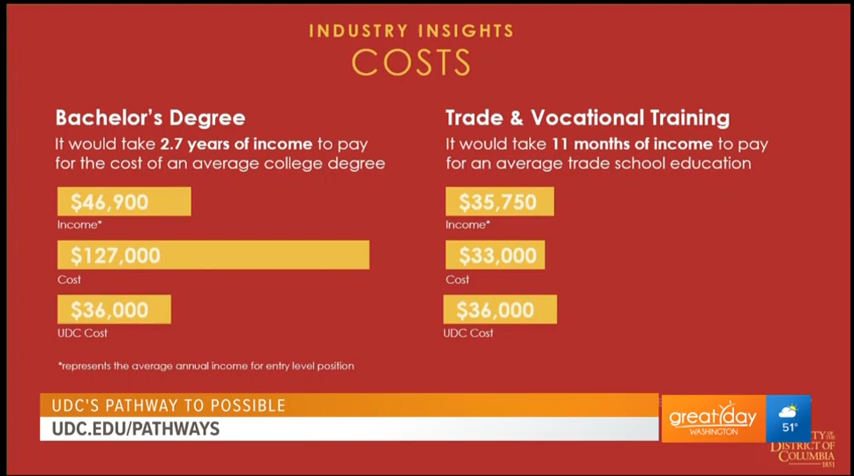 INDUSTRY INSIGHTS
COSTS
Bachelor's Degree
It would take 2.7 years of income to pay
for the cost of an average college degree
$46,900
Income*
$127,000
Cost
$36,000
UDC Cost
*represents the average annual income for entry level position
Trade & Vocational Training
It would take 11 months of income to pay
for an average trade school education
$35,750
Income*
$33,000
Cost
$36,000
UDC Cost
UDC'S PATHWAY TO POSSIBLE
UDC.EDU/PATHWAYS
great day
WASHINGTON
51°
TY OF THE
DISTRICT OF
COLUMBIA
1851